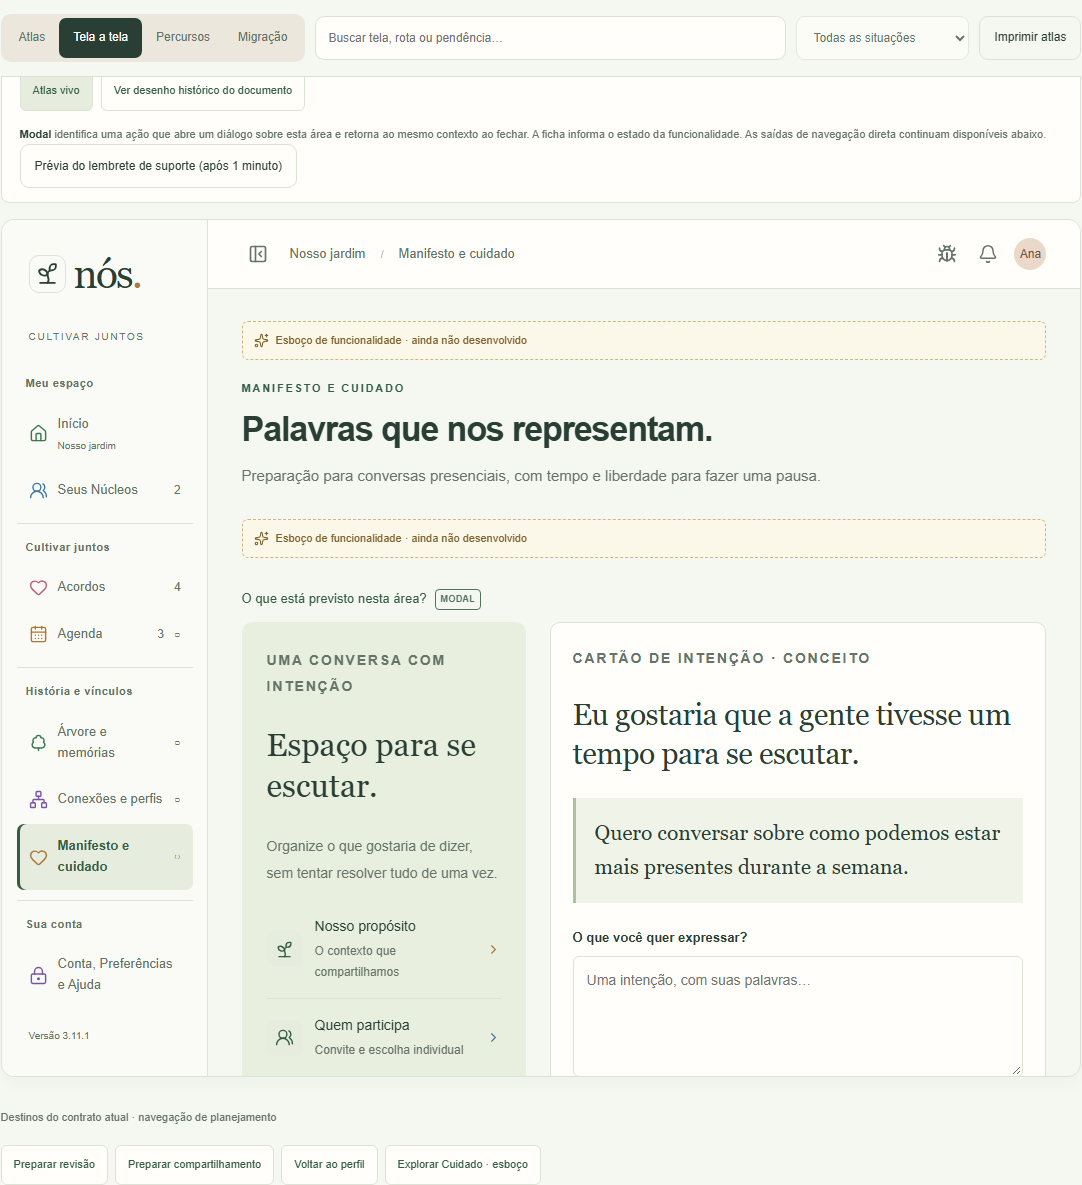 Atlas
Tela a tela
Percursos
Migração
Buscar tela, rota ou pendência…
Todas as situações
Imprimir atlas
Atlas vivo
Ver desenho histórico do documento
Modal identifica uma ação que abre um diálogo sobre esta área e retorna ao mesmo contexto ao fechar. A ficha informa o estado da funcionalidade. As saídas de navegação direta continuam disponíveis abaixo.
Prévia do lembrete de suporte (após 1 minuto)
nós.
CULTIVAR JUNTOS
Meu espaço
Início
Nosso jardim
Seus Núcleos 2
Cultivar juntos
Acordos 4
Agenda 3
História e vínculos
Árvore e
memórias
Conexões e perfis
Manifesto e
cuidado
Sua conta
Conta, Preferências
e Ajuda
Versão 3.11.1
Nosso jardim / Manifesto e cuidado
Ana
Esboço de funcionalidade · ainda não desenvolvido
MANIFESTO E CUIDADO
Palavras que nos representam.
Preparação para conversas presenciais, com tempo e liberdade para fazer uma pausa.
Esboço de funcionalidade · ainda não desenvolvido
O que está previsto nesta área? MODAL
UMA CONVERSA COM
INTENÇÃO
Espaço para se
escutar.
Organize o que gostaria de dizer,
sem tentar resolver tudo de uma vez.
Nosso propósito
O contexto que
compartilhamos
Quem participa
Convite e escolha individual
CARTÃO DE INTENÇÃO · CONCEITO
Eu gostaria que a gente tivesse um
tempo para se escutar.
Quero conversar sobre como podemos estar
mais presentes durante a semana.
O que você quer expressar?
Uma intenção, com suas palavras…
Destinos do contrato atual · navegação de planejamento
Preparar revisão
Preparar compartilhamento
Voltar ao perfil
Explorar Cuidado · esboço